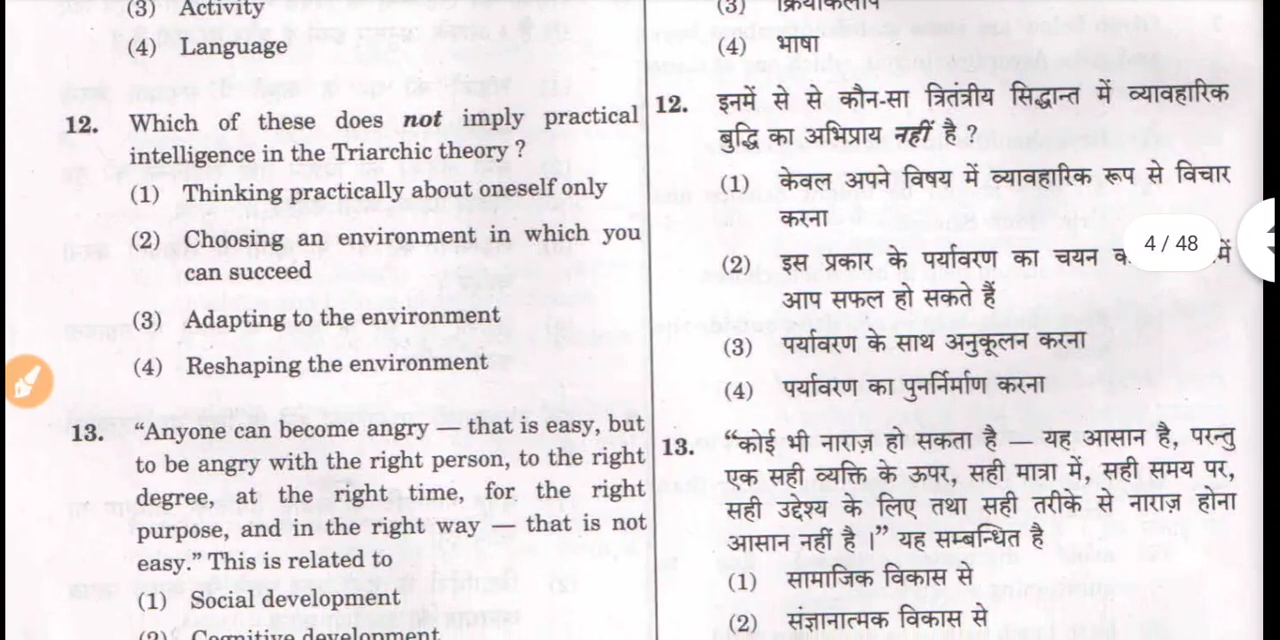 (3) Activity
(4) Language
12. Which of these does not imply practical
intelligence in the Triarchic theory ?
(1) Thinking practically about oneself only
(2) Choosing an environment in which you
can succeed
(3) Adapting to the environment
(4) Reshaping the environment
13. “Anyone can become angry — that is easy, but
to be angry with the right person, to the right
degree, at the right time, for the right
purpose, and in the right way — that is not
easy.” This is related to
(1) Social development
(2) Cognitive development
(3) क्रियाकलाप
(4) भाषा
12. इनमें से से कौन-सा त्रितंत्रीय सिद्धान्त में व्यावहारिक
बुद्धि का अभिप्राय नहीं है ?
(1) केवल अपने विषय में व्यावहारिक रूप से विचार
करना
(2) इस प्रकार के पर्यावरण का चयन में
आप सफल हो सकते हैं
(3) पर्यावरण के साथ अनुकूलन करना
(4) पर्यावरण का पुनर्निर्माण करना
4 / 48
13. “कोई भी नाराज़ हो सकता है — यह आसान है, परन्तु
एक सही व्यक्ति के ऊपर, सही मात्रा में, सही समय पर,
सही उद्देश्य के लिए तथा सही तरीके से नाराज़ होना
आसान नहीं है ।” यह सम्बन्धित है
(1) सामाजिक विकास से
(2) संज्ञानात्मक विकास से